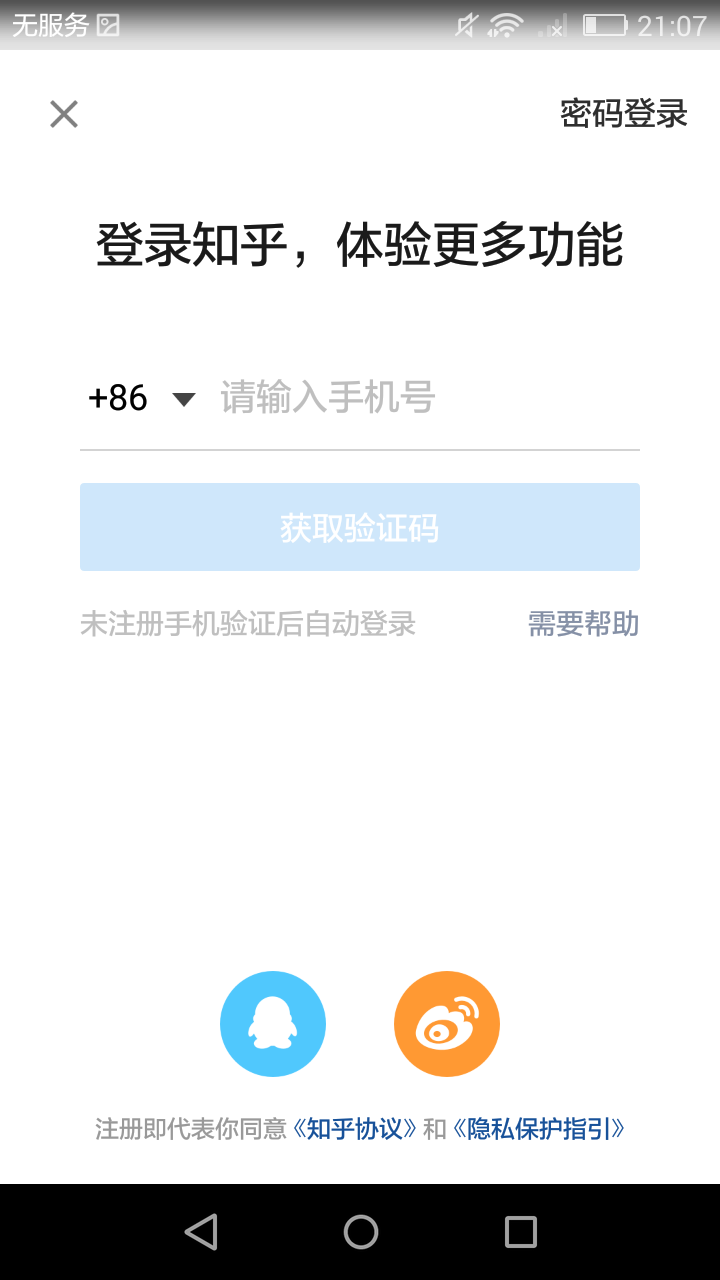 无服务 21:07
密码登录
登录知乎，体验更多功能
+86 请输入手机号
获取验证码
未注册手机验证后自动登录 需要帮助
注册即代表你同意《知乎协议》和《隐私保护指引》